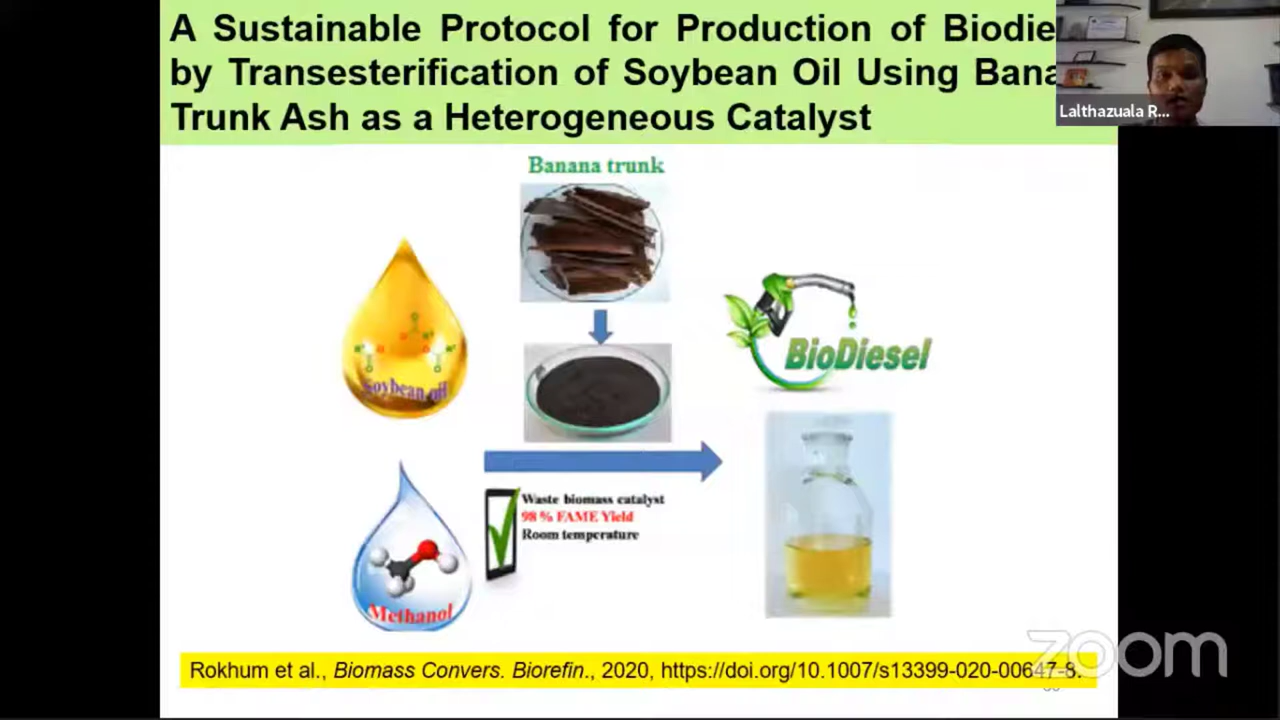 A Sustainable Protocol for Production of Biodie
by Transesterification of Soybean Oil Using Bana
Trunk Ash as a Heterogeneous Catalyst
Lalthazuala R...
Banana trunk
Soybean oil
BioDiesel
Waste biomass catalyst
98 % FAME Yield
Room temperature
Methanol
Rokhum et al., Biomass Convers. Biorefin., 2020, https://doi.org/10.1007/s13399-020-00647-8.
zoom